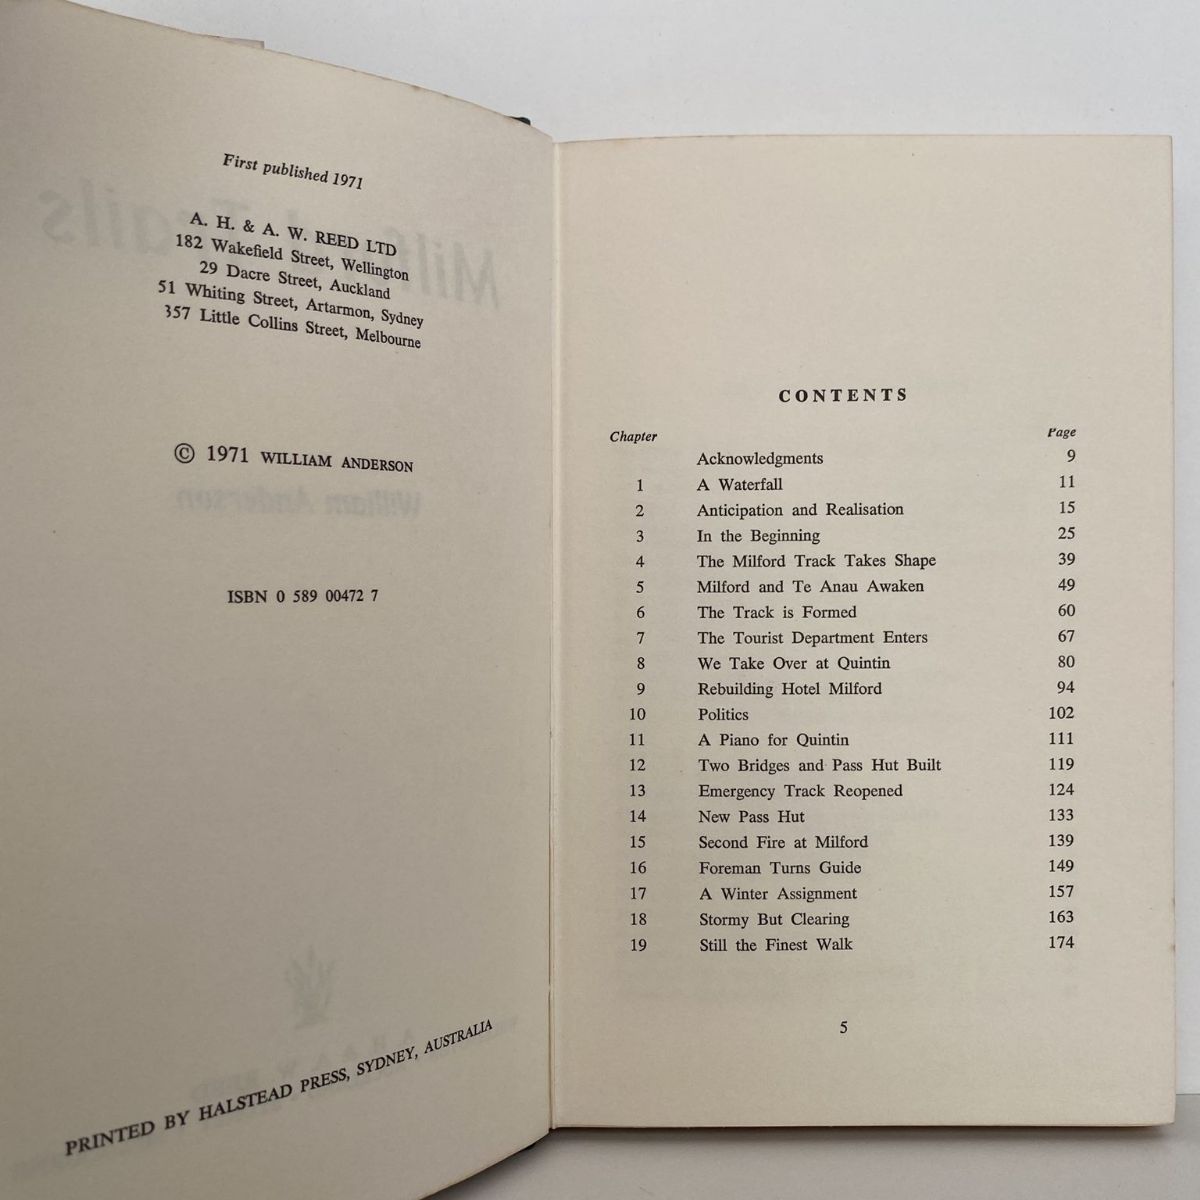 First published 1971
A. H. & A. W. REED LTD
182 Wakefield Street, Wellington
29 Dacre Street, Auckland
51 Whiting Street, Artarmon, Sydney
357 Little Collins Street, Melbourne
© 1971 WILLIAM ANDERSON
William Anderson
ISBN 0 589 00472 7
PRINTED BY HALSTEAD PRESS, SYDNEY, AUSTRALIA
CONTENTS
Chapter Page
Acknowledgments 9
1 A Waterfall 11
2 Anticipation and Realisation 15
3 In the Beginning 25
4 The Milford Track Takes Shape 39
5 Milford and Te Anau Awaken 49
6 The Track is Formed 60
7 The Tourist Department Enters 67
8 We Take Over at Quintin 80
9 Rebuilding Hotel Milford 94
10 Politics 102
11 A Piano for Quintin 111
12 Two Bridges and Pass Hut Built 119
13 Emergency Track Reopened 124
14 New Pass Hut 133
15 Second Fire at Milford 139
16 Foreman Turns Guide 149
17 A Winter Assignment 157
18 Stormy But Clearing 163
19 Still the Finest Walk 174
5